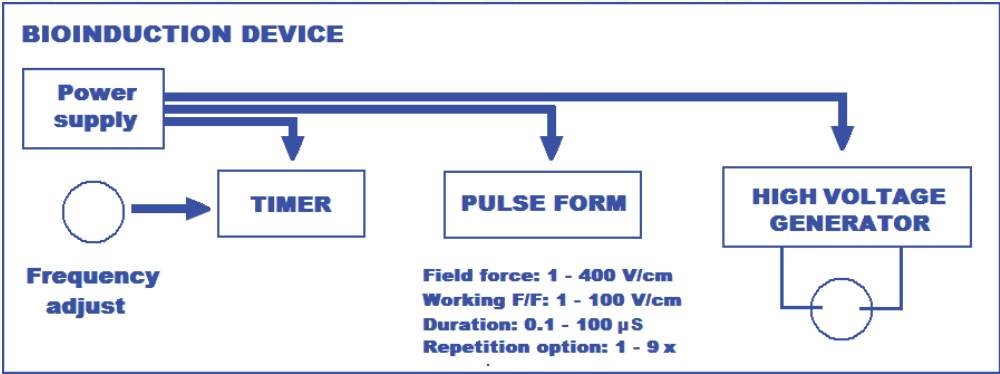 BIOINDUCTION DEVICE
Power
supply
TIMER
PULSE FORM
HIGH VOLTAGE
GENERATOR
Frequency
adjust
Field force: 1 - 400 V/cm
Working F/F: 1 - 100 V/cm
Duration: 0.1 - 100 µS
Repetition option: 1 - 9 x